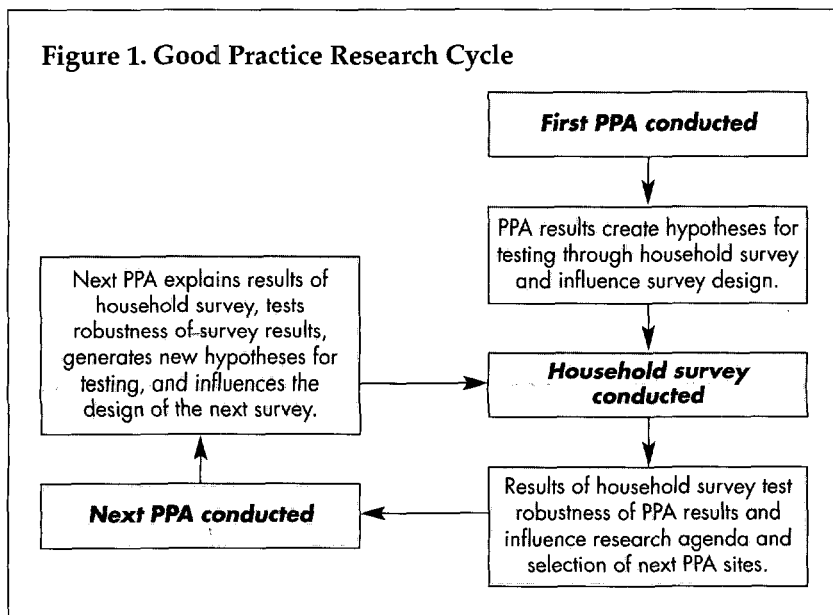 Figure 1. Good Practice Research Cycle
First PPA conducted
PPA results create hypotheses for
testing through household survey
and influence survey design.
Household survey
conducted
Results of household survey test
robustness of PPA results and
influence research agenda and
selection of next PPA sites.
Next PPA conducted
Next PPA explains results of
household survey, tests
robustness of survey results,
generates new hypotheses for
testing, and influences the
design of the next survey.